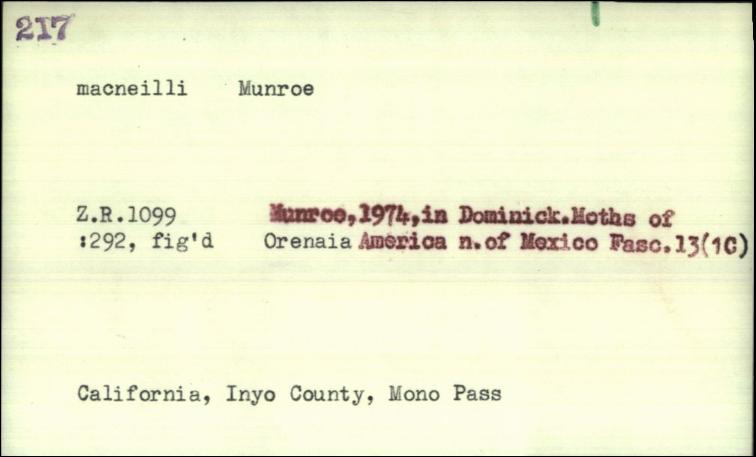 217
macneilli Munroe
Z.R.1099 Munroe,1974,in Dominick.Moths of
:292, fig'd Orenaia America n.of Mexico Fasc.13(1C)
California, Inyo County, Mono Pass